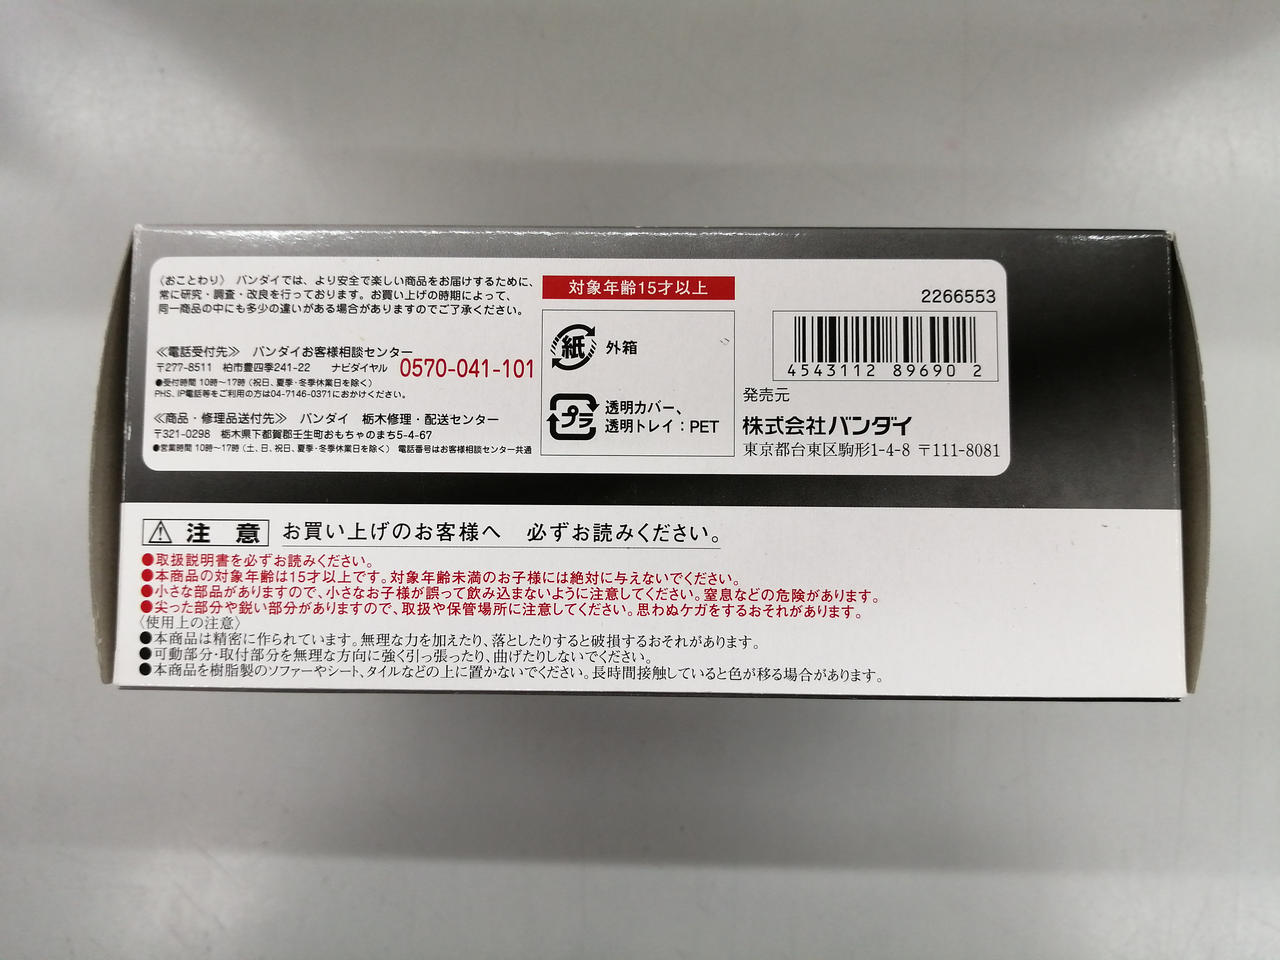 〈おことわり〉 バンダイでは、より安全で楽しい商品をお届けするために、
常に研究・調査・改良を行っております。お買い上げの時期によって、
同一商品の中にも多少の違いがある場合がありますのでご了承ください。
≪電話受付先≫ バンダイお客様相談センター
〒277-8511 柏市豊四季241-22 ナビダイヤル 0570-041-101
●受付時間 10時〜17時(祝日、夏季・冬季休業日を除く)
PHS、IP電話等をご利用の方は04-7146-0371におかけください。
≪商品・修理品送付先≫ バンダイ 栃木修理・配送センター
〒321-0298 栃木県下都賀郡壬生町おもちゃのまち5-4-67
●営業時間 10時〜17時(土、日、祝日、夏季・冬季休業日を除く) 電話番号はお客様相談センター共通
対象年齢15才以上
紙 外箱
プラ 透明カバー、
透明トレイ：PET
2266553
4543112 89690 2
発売元
株式会社バンダイ
東京都台東区駒形1-4-8 〒111-8081
注意 お買い上げのお客様へ 必ずお読みください。
●取扱説明書を必ずお読みください。
●本商品の対象年齢は15才以上です。対象年齢未満のお子様には絶対に与えないでください。
●小さな部品がありますので、小さなお子様が誤って飲み込まないように注意してください。窒息などの危険があります。
●尖った部分や鋭い部分がありますので、取扱や保管場所に注意してください。思わぬケガをするおそれがあります。
〈使用上の注意〉
●本商品は精密に作られています。無理な力を加えたり、落としたりすると破損するおそれがあります。
●可動部分・取付部分を無理な方向に強く引っ張ったり、曲げたりしないでください。
●本商品を樹脂製のソファーやシート、タイルなどの上に置かないでください。長時間接触していると色が移る場合があります。